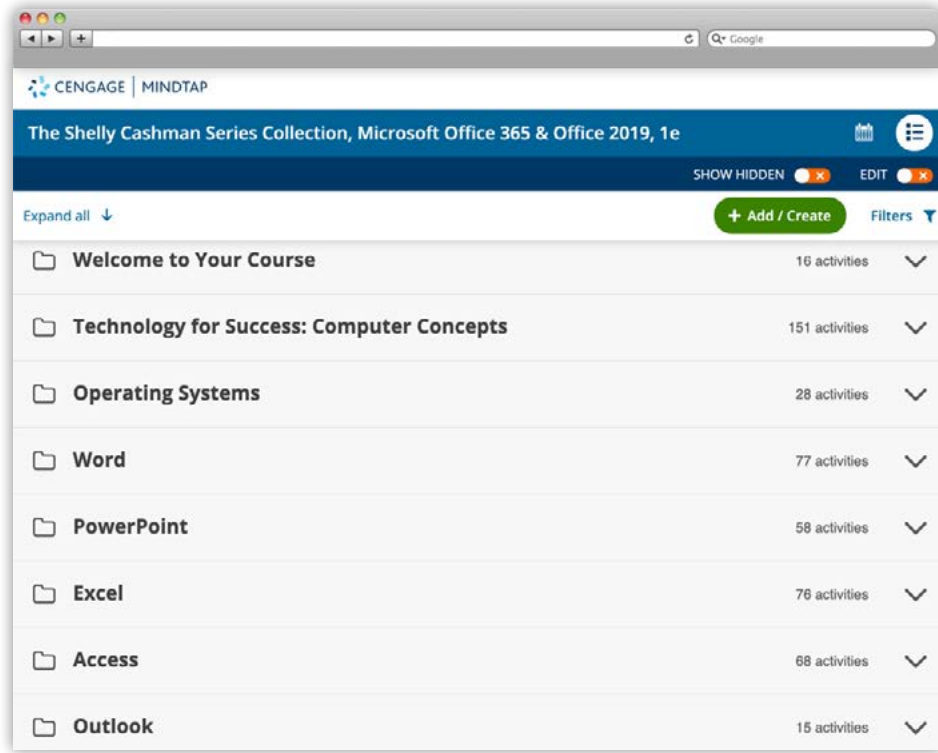 Google
CENGAGE | MINDTAP
The Shelly Cashman Series Collection, Microsoft Office 365 & Office 2019, 1e
SHOW HIDDEN EDIT
Expand all + Add / Create Filters
Welcome to Your Course 16 activities
Technology for Success: Computer Concepts 151 activities
Operating Systems 28 activities
Word 77 activities
PowerPoint 58 activities
Excel 76 activities
Access 68 activities
Outlook 15 activities